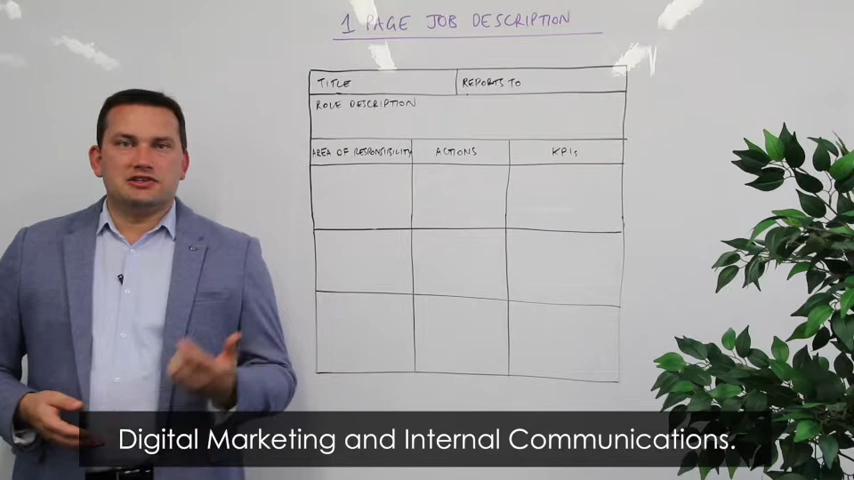 1 PAGE JOB DESCRIPTION
TITLE
REPORTS TO
ROLE DESCRIPTION
AREA OF RESPONSIBILITY
ACTIONS
KPIs
Digital Marketing and Internal Communications.